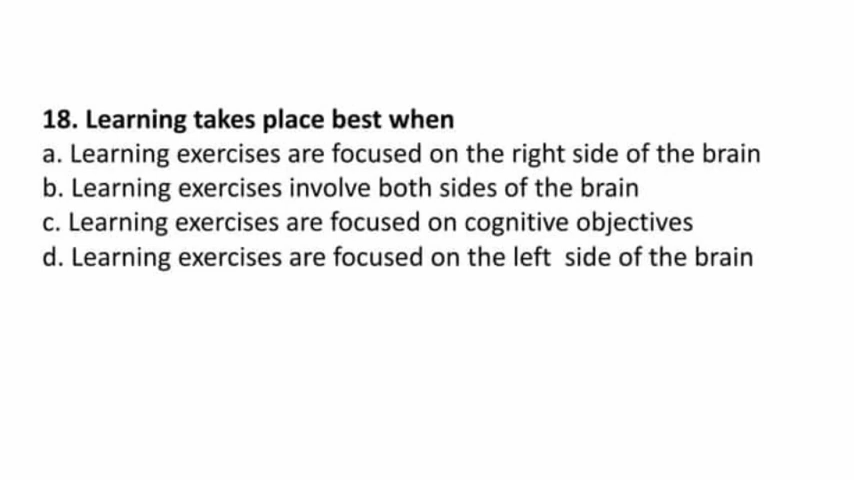 18. Learning takes place best when
a. Learning exercises are focused on the right side of the brain
b. Learning exercises involve both sides of the brain
c. Learning exercises are focused on cognitive objectives
d. Learning exercises are focused on the left  side of the brain